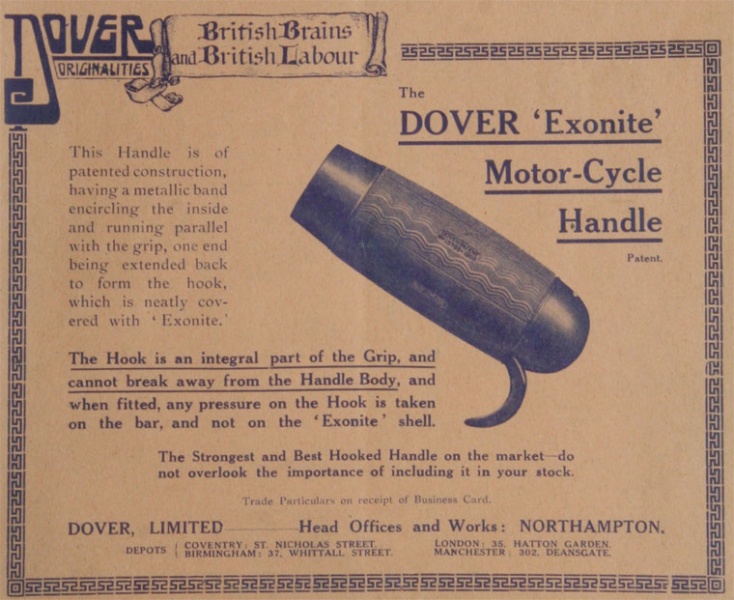 DOVER
ORIGINALITIES
British Brains
and British Labour
The
DOVER ‘Exonite’
Motor-Cycle
Handle
Patent.
This Handle is of
patented construction,
having a metallic band
encircling the inside
and running parallel
with the grip, one end
being extended back
to form the hook,
which is neatly cov-
ered with ‘Exonite.’
The Hook is an integral part of the Grip, and
cannot break away from the Handle Body, and
when fitted, any pressure on the Hook is taken
on the bar, and not on the ‘Exonite’ shell.
The Strongest and Best Hooked Handle on the market—do
not overlook the importance of including it in your stock.
Trade Particulars on receipt of Business Card.
DOVER, LIMITED Head Offices and Works: NORTHAMPTON.
DEPOTS { COVENTRY: ST. NICHOLAS STREET. LONDON: 35, HATTON GARDEN.
BIRMINGHAM: 37, WHITTALL STREET. MANCHESTER: 302, DEANSGATE.